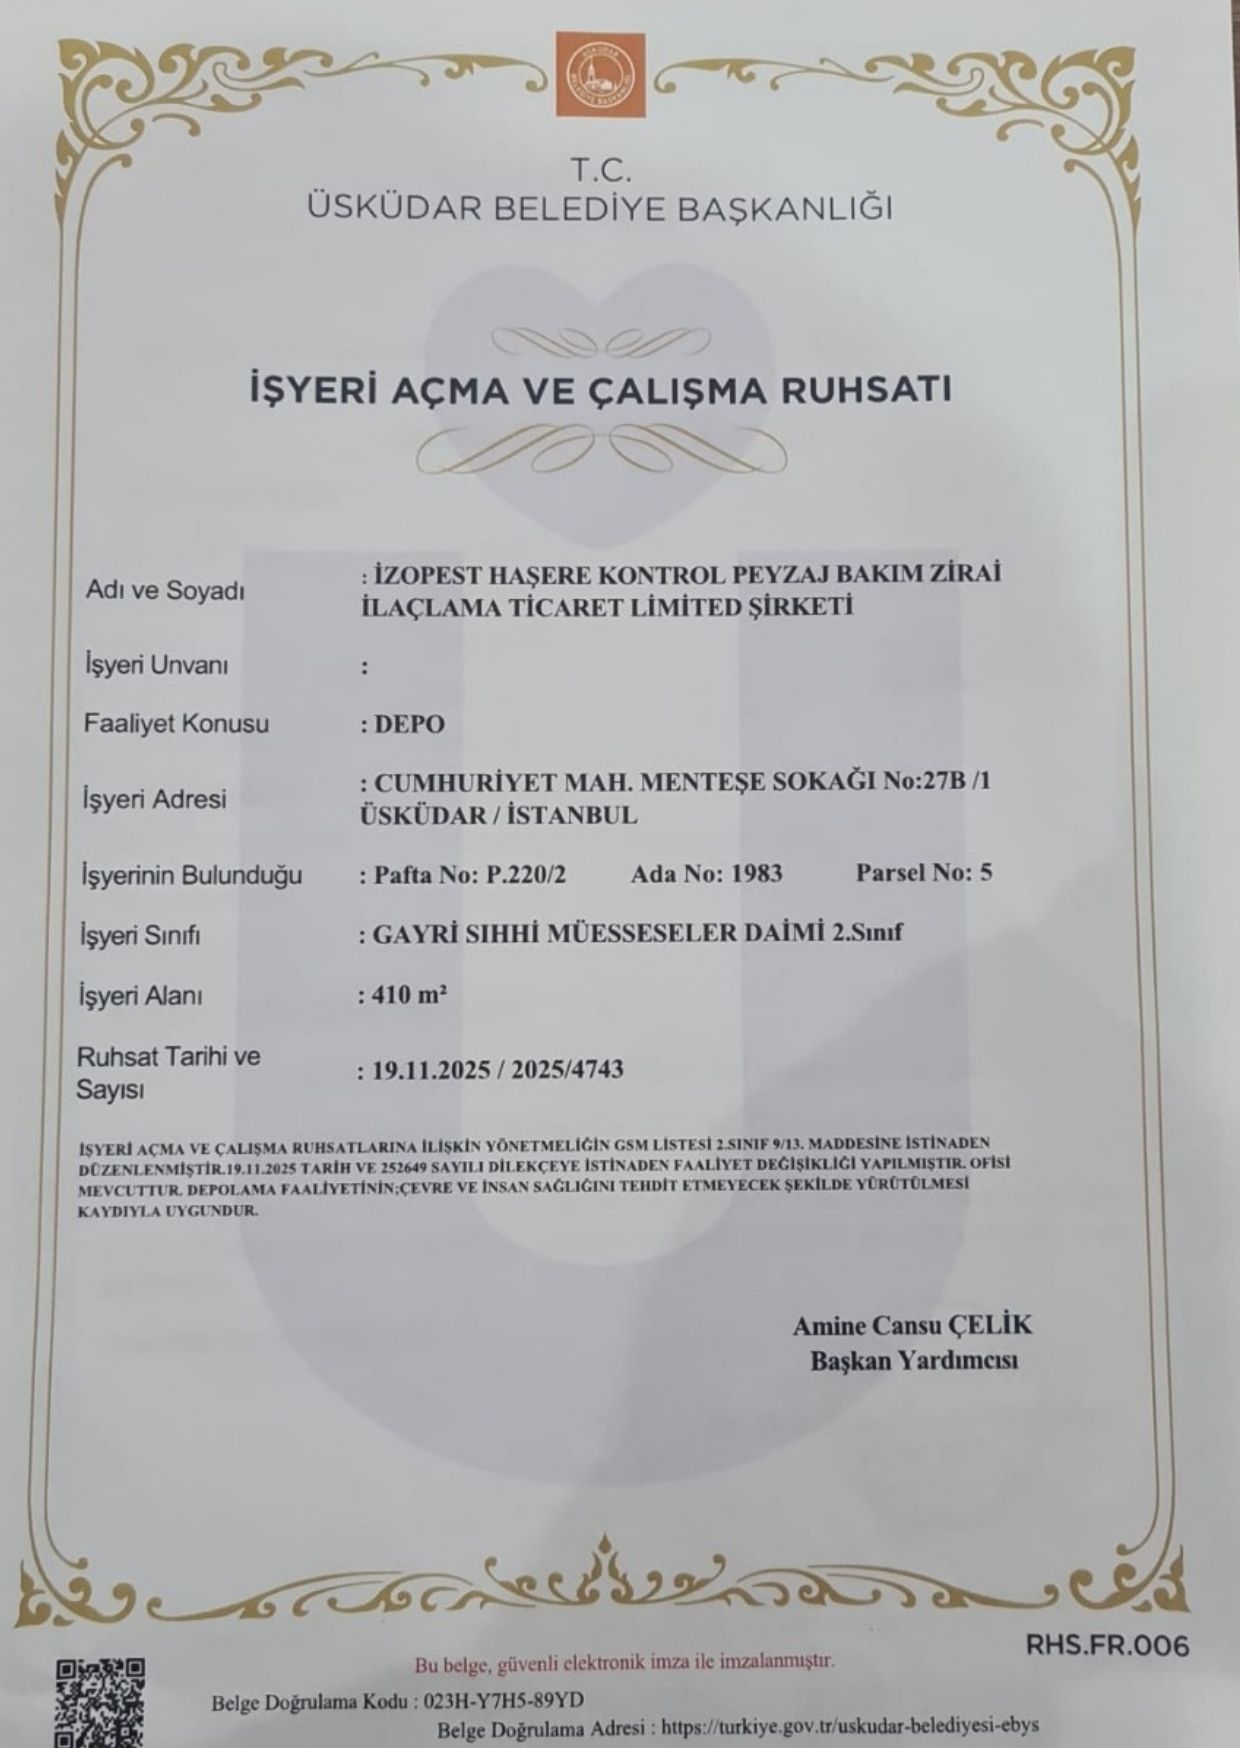 ÜSKÜDAR
BELEDİYE BAŞKANLIĞI
T.C.
ÜSKÜDAR BELEDİYE BAŞKANLIĞI
İŞYERİ AÇMA VE ÇALIŞMA RUHSATI
Adı ve Soyadı : İZOPEST HAŞERE KONTROL PEYZAJ BAKIM ZİRAİ
İLAÇLAMA TİCARET LİMİTED ŞİRKETİ
İşyeri Unvanı :
Faaliyet Konusu : DEPO
İşyeri Adresi : CUMHURİYET MAH. MENTEŞE SOKAĞI No:27B /1
ÜSKÜDAR / İSTANBUL
İşyerinin Bulunduğu : Pafta No: P.220/2 Ada No: 1983 Parsel No: 5
İşyeri Sınıfı : GAYRİ SIHHİ MÜESSESELER DAİMİ 2.Sınıf
İşyeri Alanı : 410 m²
Ruhsat Tarihi ve
Sayısı : 19.11.2025 / 2025/4743
İŞYERİ AÇMA VE ÇALIŞMA RUHSATLARINA İLİŞKİN YÖNETMELİĞİN GSM LİSTESİ 2.SINIF 9/13. MADDESİNE İSTİNADEN
DÜZENLENMİŞTİR.19.11.2025 TARİH VE 252649 SAYILI DİLEKÇEYE İSTİNADEN FAALİYET DEĞİŞİKLİĞİ YAPILMIŞTIR. OFİSİ
MEVCUTTUR. DEPOLAMA FAALİYETİNİN;ÇEVRE VE İNSAN SAĞLIĞINI TEHDİT ETMEYECEK ŞEKİLDE YÜRÜTÜLMESİ
KAYDIYLA UYGUNDUR.
Amine Cansu ÇELİK
Başkan Yardımcısı
RHS.FR.006
Bu belge, güvenli elektronik imza ile imzalanmıştır.
Belge Doğrulama Kodu : 023H-Y7H5-89YD
Belge Doğrulama Adresi : https://turkiye.gov.tr/uskudar-belediyesi-ebys